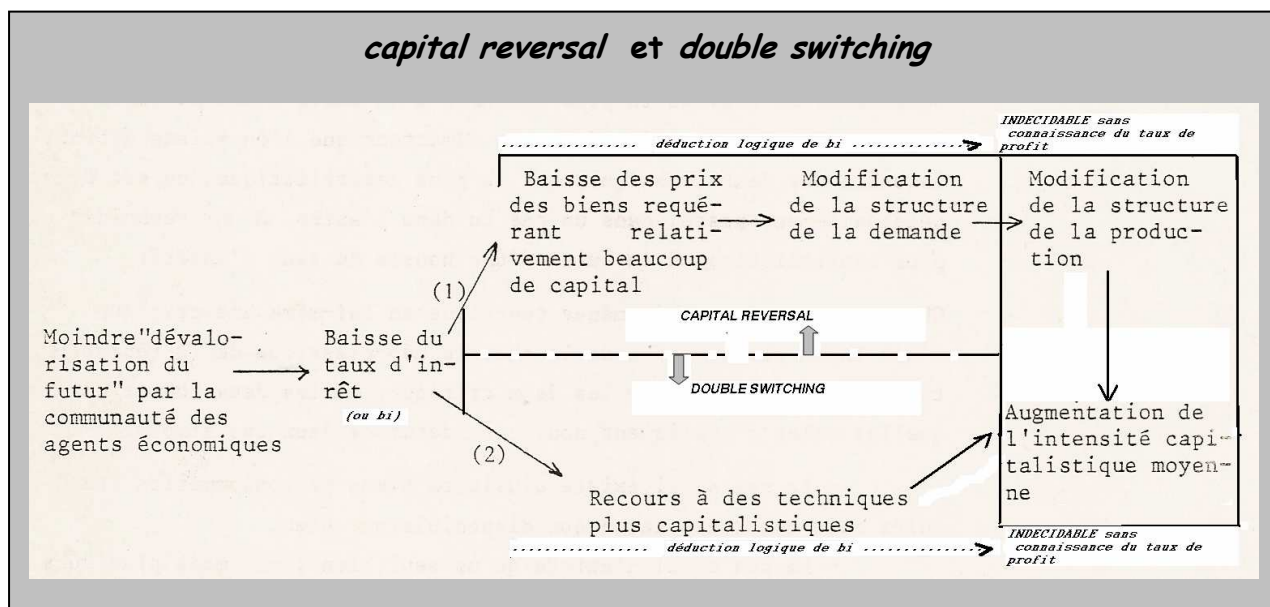 capital reversal et double switching
INDECIDABLE sans
connaissance du taux de
profit
................. déduction logique de bi .................
Baisse des prix
des biens requé-
rant relati-
vement beaucoup
de capital
Modification
de la structure
de la demande
Modification
de la structure
de la produc-
tion
(1)
CAPITAL REVERSAL
Moindre"dévalo-
risation du
futur" par la
communauté des
agents économiques
Baisse du
taux d'in-
rêt
(ou bi)
DOUBLE SWITCHING
Augmentation de
l'intensité capi-
talistique moyen-
ne
(2)
Recours à des techniques
plus capitalistiques
................. déduction logique de bi .................
INDECIDABLE sans
connaissance du taux de
profit